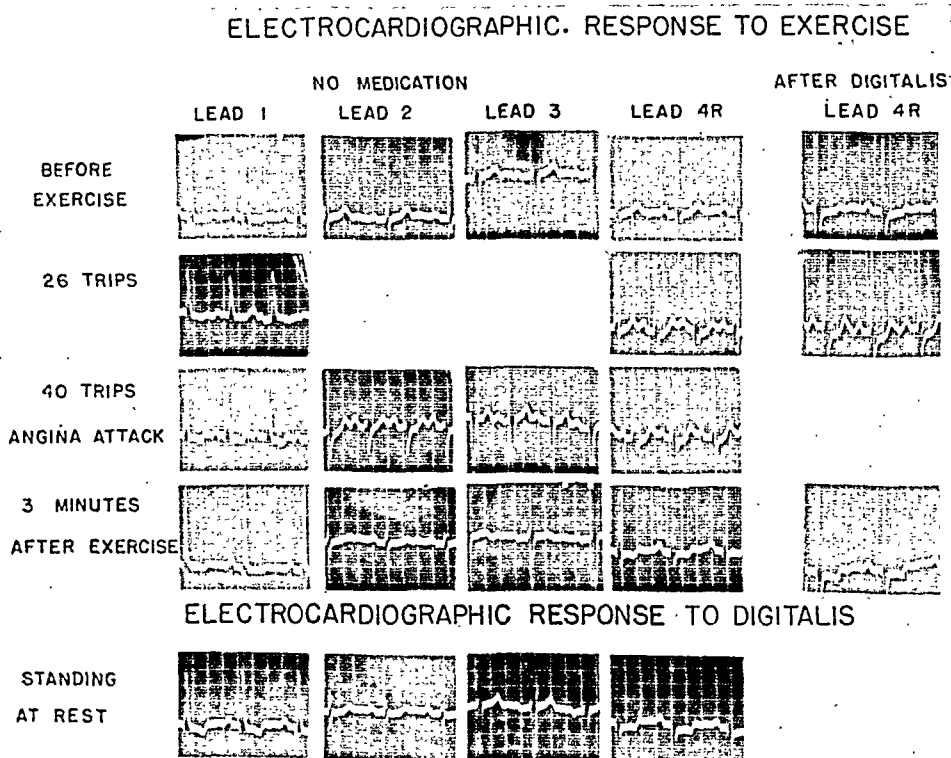 ELECTROCARDIOGRAPHIC. RESPONSE TO EXERCISE
NO MEDICATION
AFTER DIGITALIS
LEAD 1
LEAD 2
LEAD 3
LEAD 4R
LEAD 4R
BEFORE
EXERCISE
26 TRIPS
40 TRIPS
ANGINA ATTACK
3 MINUTES
AFTER EXERCISE
ELECTROCARDIOGRAPHIC RESPONSE TO DIGITALIS
STANDING
AT REST